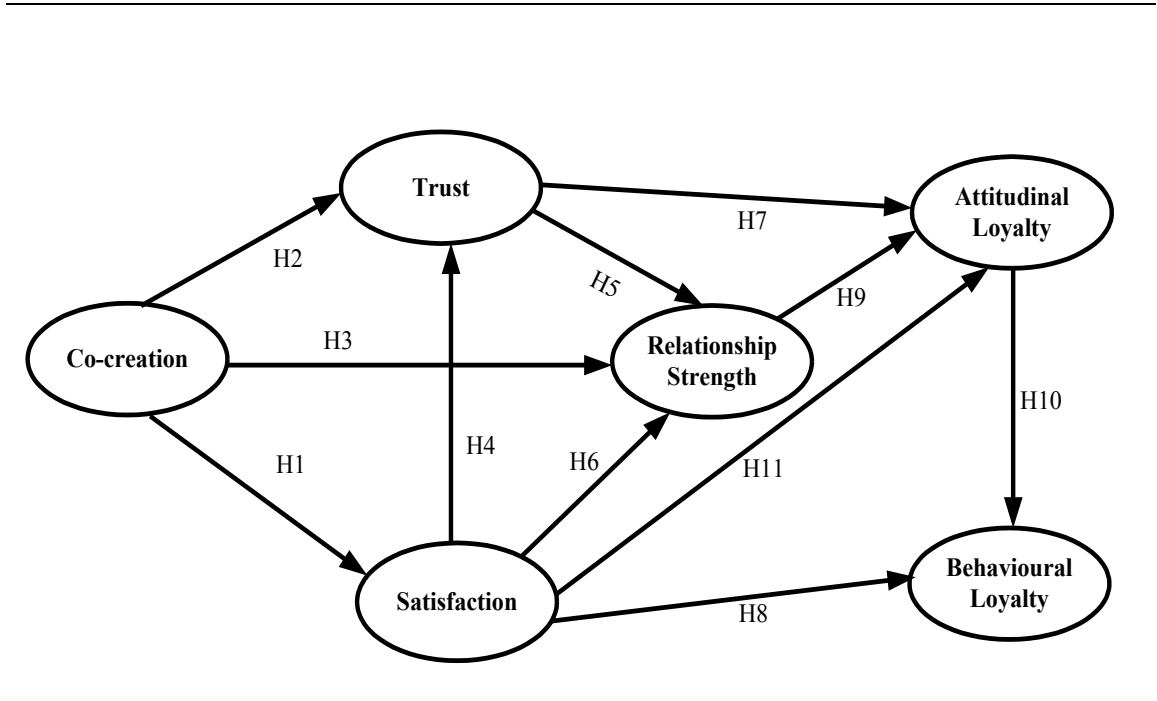 Trust
Attitudinal
Loyalty
H7
H2
H5
H9
H3
Co-creation
Relationship
Strength
H10
H4
H1
H6
H11
Behavioural
Loyalty
Satisfaction
H8